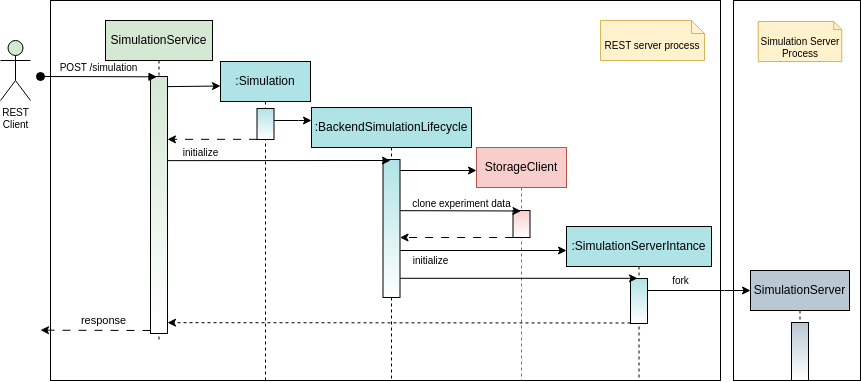 SimulationService
REST server process
Simulation Server
Process
REST
Client
POST /simulation
:Simulation
:BackendSimulationLifecycle
initialize
StorageClient
clone experiment data
:SimulationServerIntance
initialize
fork
SimulationServer
response